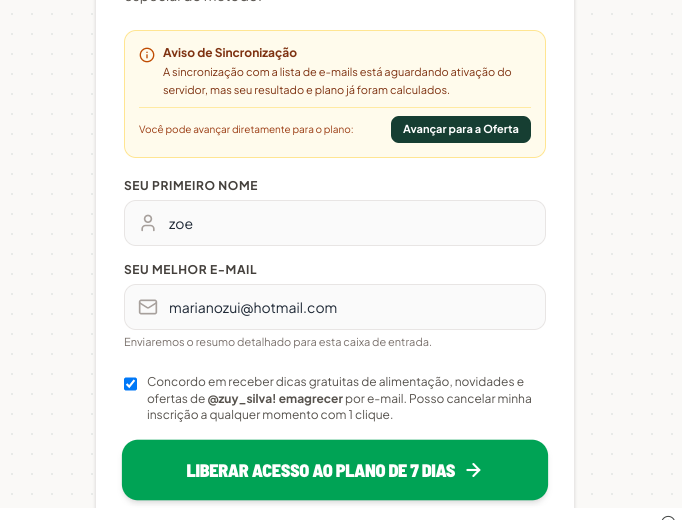 Aviso de Sincronização
A sincronização com a lista de e-mails está aguardando ativação do
servidor, mas seu resultado e plano já foram calculados.
Você pode avançar diretamente para o plano:
Avançar para a Oferta
SEU PRIMEIRO NOME
zoe
SEU MELHOR E-MAIL
marianozui@hotmail.com
Enviaremos o resumo detalhado para esta caixa de entrada.
Concordo em receber dicas gratuitas de alimentação, novidades e
ofertas de @zuy_silva! emagrecer por e-mail. Posso cancelar minha
inscrição a qualquer momento com 1 clique.
LIBERAR ACESSO AO PLANO DE 7 DIAS